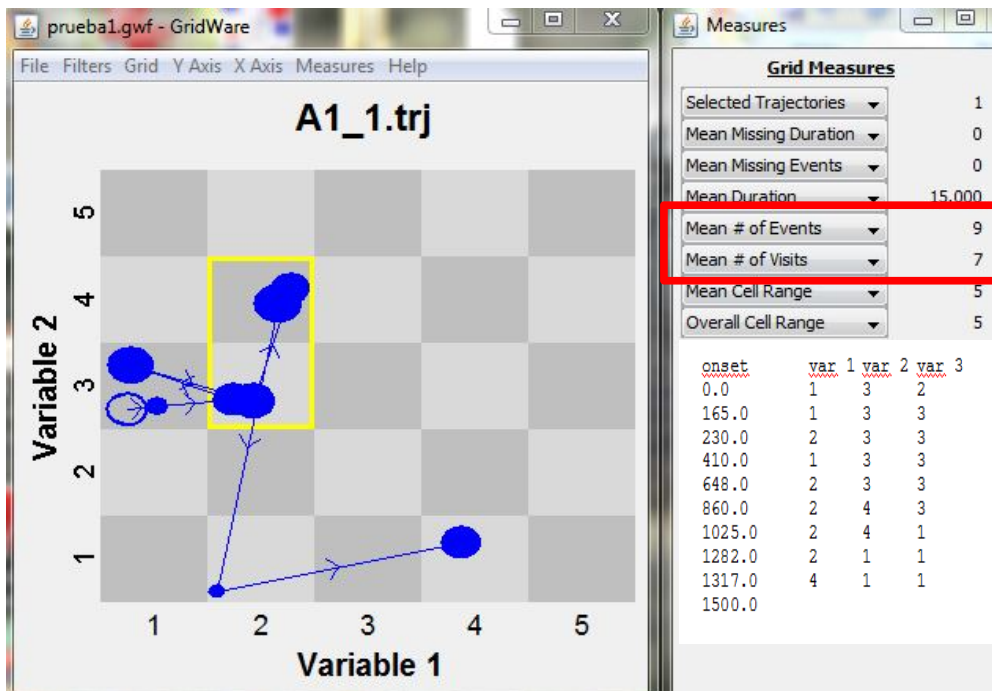 prueba1.gwf - GridWare
File Filters Grid Y Axis X Axis Measures Help
A1_1.trj
5
4
3
2
1
Variable 2
1 2 3 4 5
Variable 1
Measures
Grid Measures
Selected Trajectories 1
Mean Missing Duration 0
Mean Missing Events 0
Mean Duration 15.000
Mean # of Events 9
Mean # of Visits 7
Mean Cell Range 5
Overall Cell Range 5
onset var 1 var 2 var 3
0.0 1 3 2
165.0 1 3 3
230.0 2 3 3
410.0 1 3 3
648.0 2 3 3
860.0 2 4 3
1025.0 2 4 1
1282.0 2 1 1
1317.0 4 1 1
1500.0